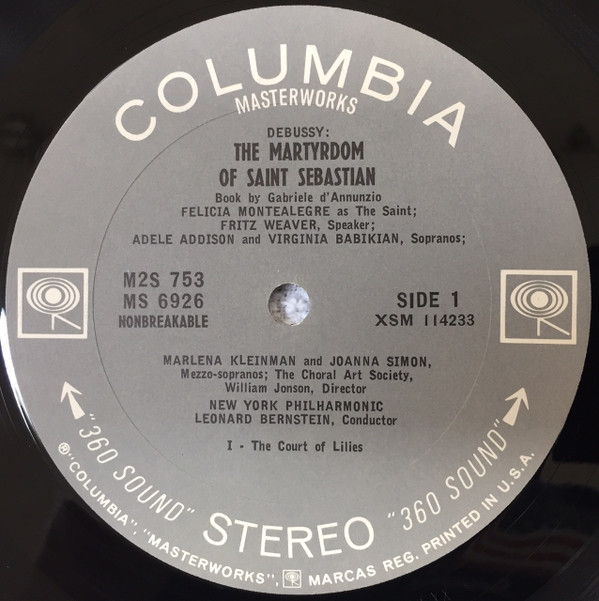 COLUMBIA
MASTERWORKS
DEBUSSY:
THE MARTYRDOM
OF SAINT SEBASTIAN
Book by Gabriele d'Annunzio
FELICIA MONTEALEGRE as The Saint;
FRITZ WEAVER, Speaker;
ADELE ADDISON and VIRGINIA BABIKIAN, Sopranos;
M2S 753
MS 6926
NONBREAKABLE
SIDE 1
XSM 114233
MARLENA KLEINMAN and JOANNA SIMON,
Mezzo-sopranos; The Choral Art Society,
William Jonson, Director
NEW YORK PHILHARMONIC
LEONARD BERNSTEIN, Conductor
I - The Court of Lilies
"360 SOUND" STEREO "360 SOUND"
®"COLUMBIA", "MASTERWORKS", MARCAS REG. PRINTED IN U.S.A.